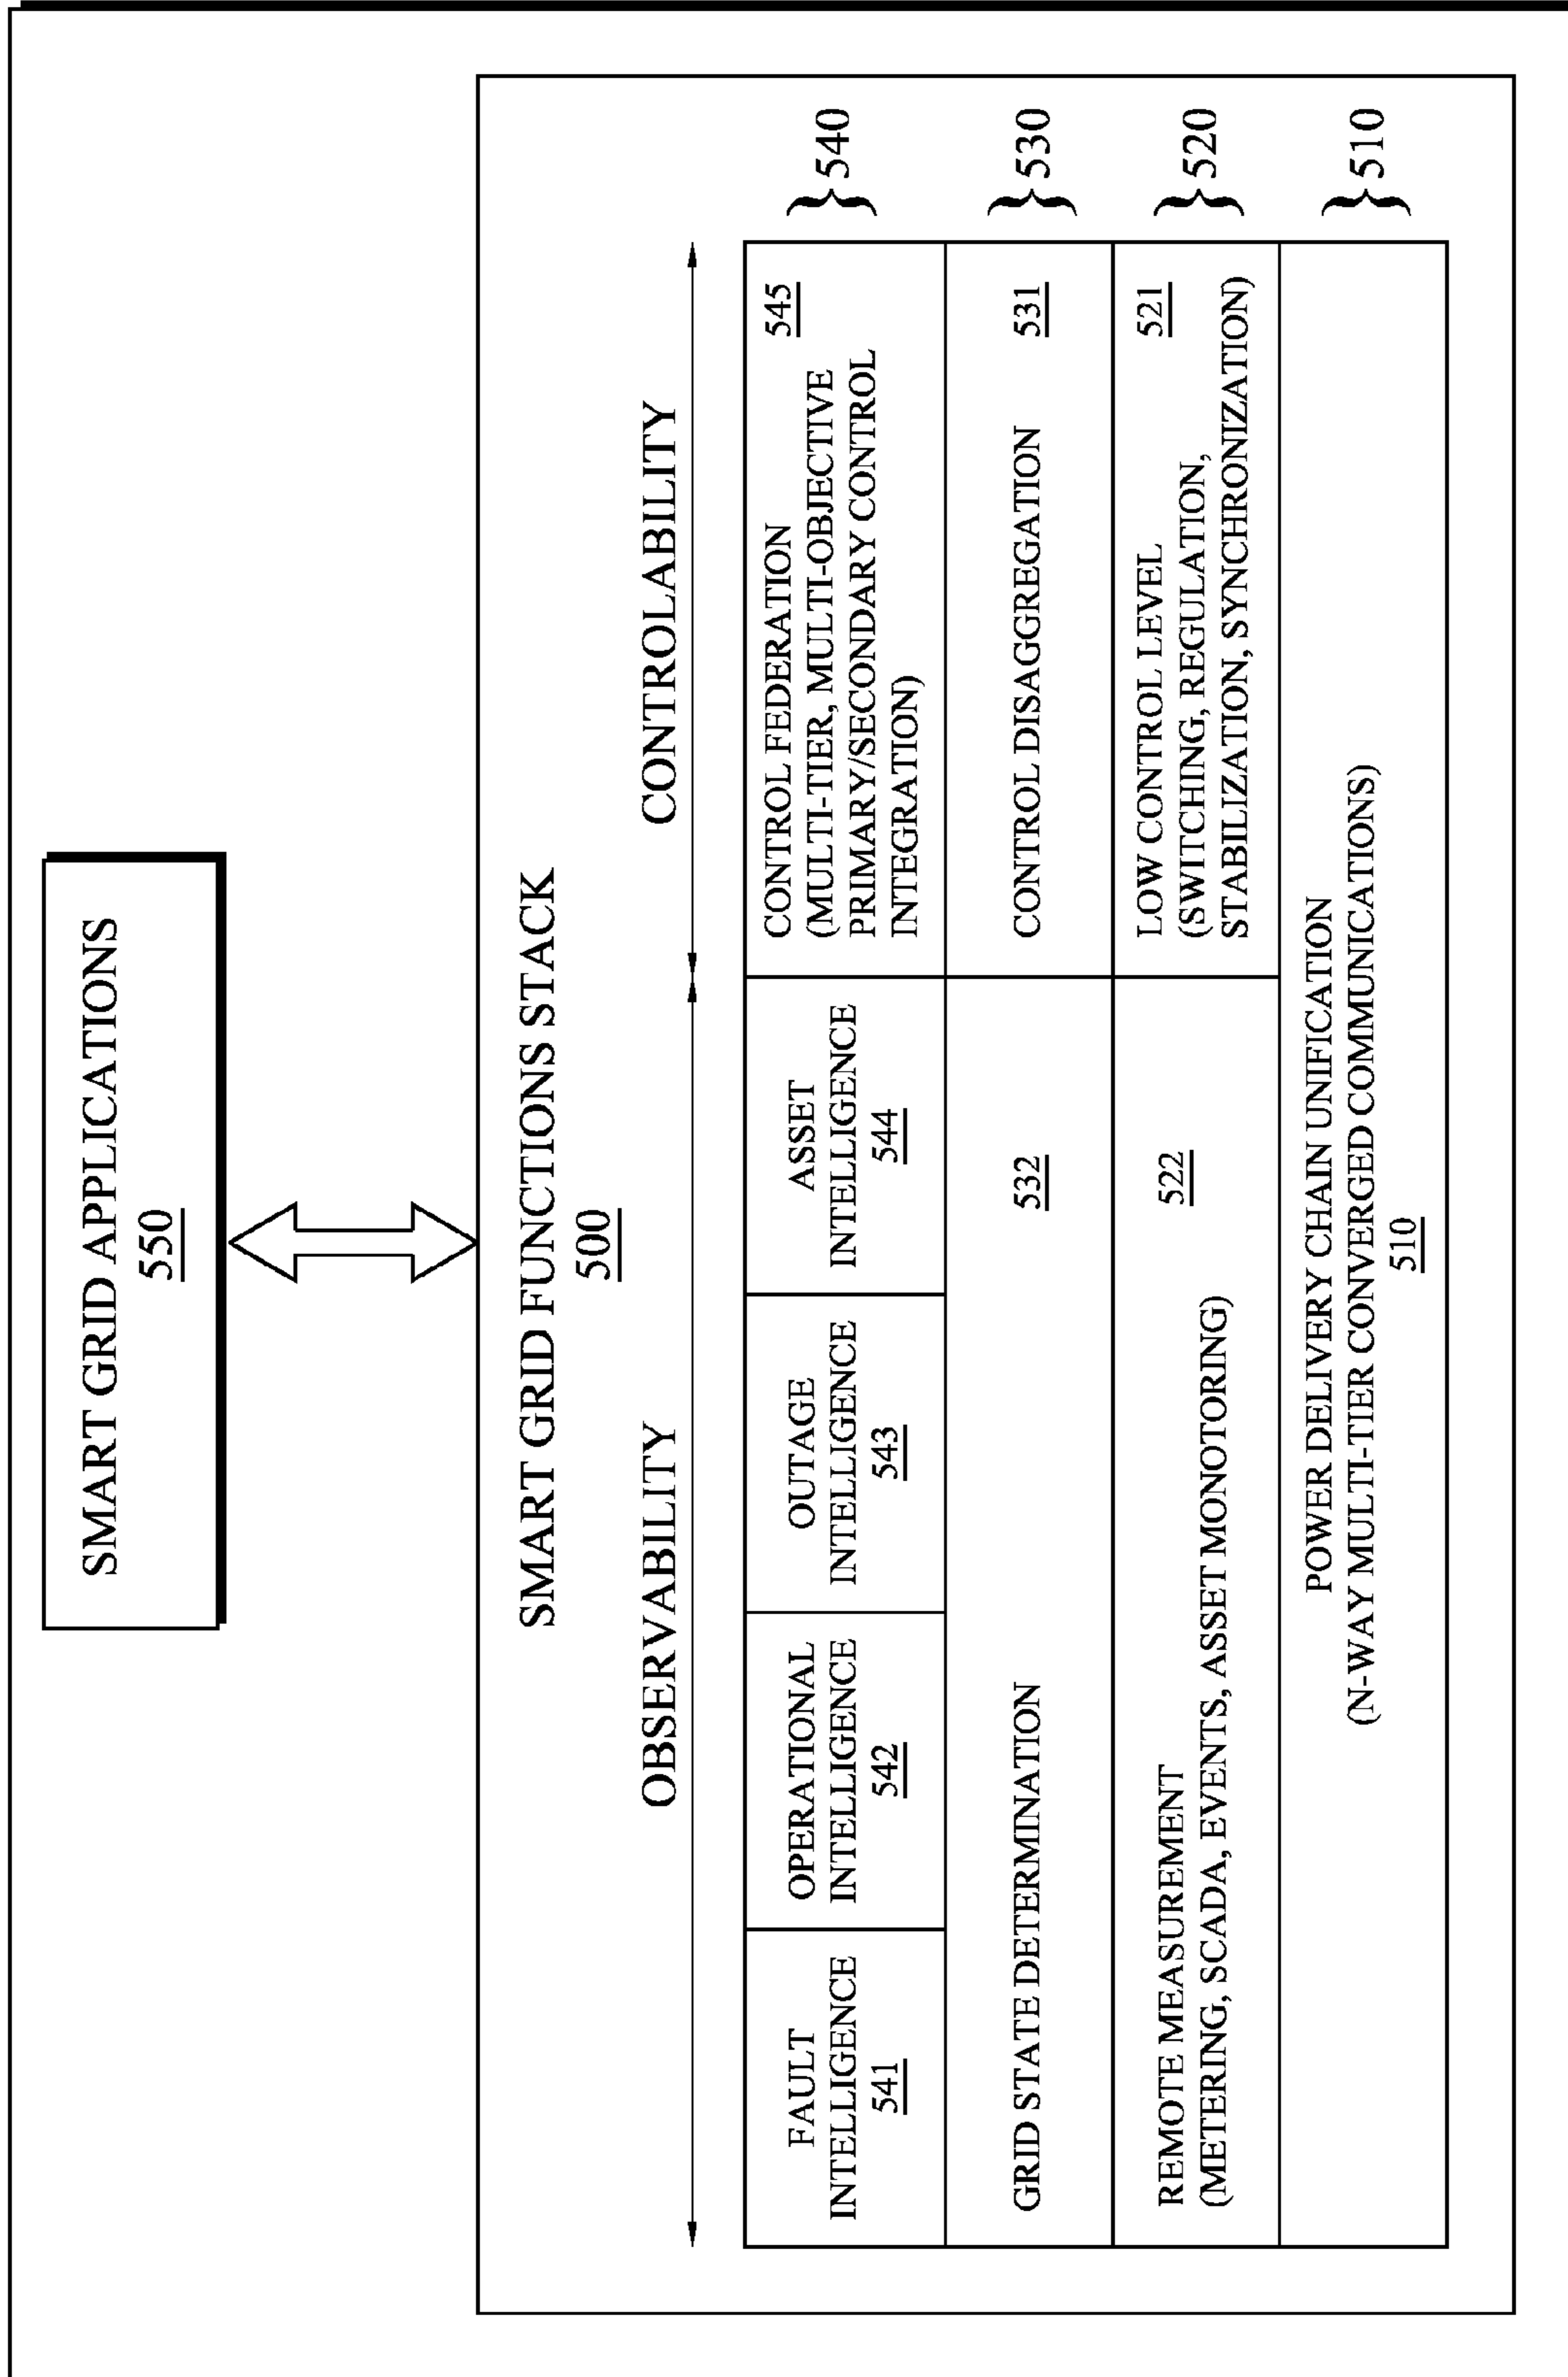 SMART GRID APPLICATIONS
550
SMART GRID FUNCTIONS STACK
500
OBSERVABILITY
CONTROLABILITY
FAULT
INTELLIGENCE
541
OPERATIONAL
INTELLIGENCE
542
OUTAGE
INTELLIGENCE
543
ASSET
INTELLIGENCE
544
CONTROL FEDERATION
545
(MULTI-TIER, MULTI-OBJECTIVE
PRIMARY/SECONDARY CONTROL
INTEGRATION)
}540
GRID STATE DETERMINATION
532
CONTROL DISAGGREGATION
531
}530
REMOTE MEASUREMENT
(METERING, SCADA, EVENTS, ASSET MONOTORING)
522
LOW CONTROL LEVEL
521
(SWITCHING, REGULATION,
STABILIZATION, SYNCHRONIZATION)
}520
POWER DELIVERY CHAIN UNIFICATION
(N-WAY MULTI-TIER CONVERGED COMMUNICATIONS)
510
}510